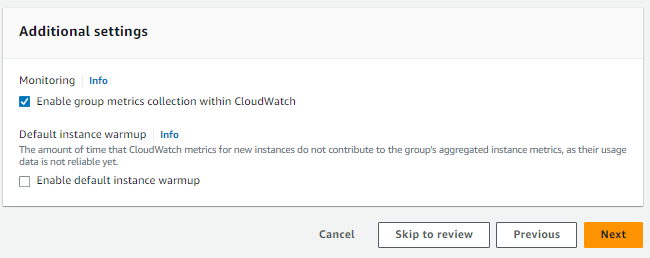 Additional settings
Monitoring Info
Enable group metrics collection within CloudWatch
Default instance warmup Info
The amount of time that CloudWatch metrics for new instances do not contribute to the group's aggregated instance metrics, as their usage
data is not reliable yet.
Enable default instance warmup
Cancel Skip to review Previous Next